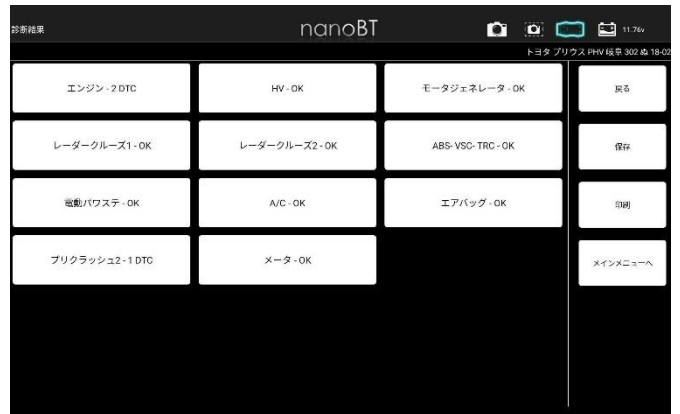 診断結果
nanoBT
11.76v
トヨタ プリウス PHV 岐阜 302 ぬ 18-02
エンジン - 2 DTC
HV - OK
モータジェネレータ - OK
戻る
レーダークルーズ1 - OK
レーダークルーズ2 - OK
ABS- VSC- TRC - OK
保存
電動パワステ - OK
A/C - OK
エアバッグ - OK
印刷
プリクラッシュ2 - 1 DTC
メータ - OK
メインメニューへ